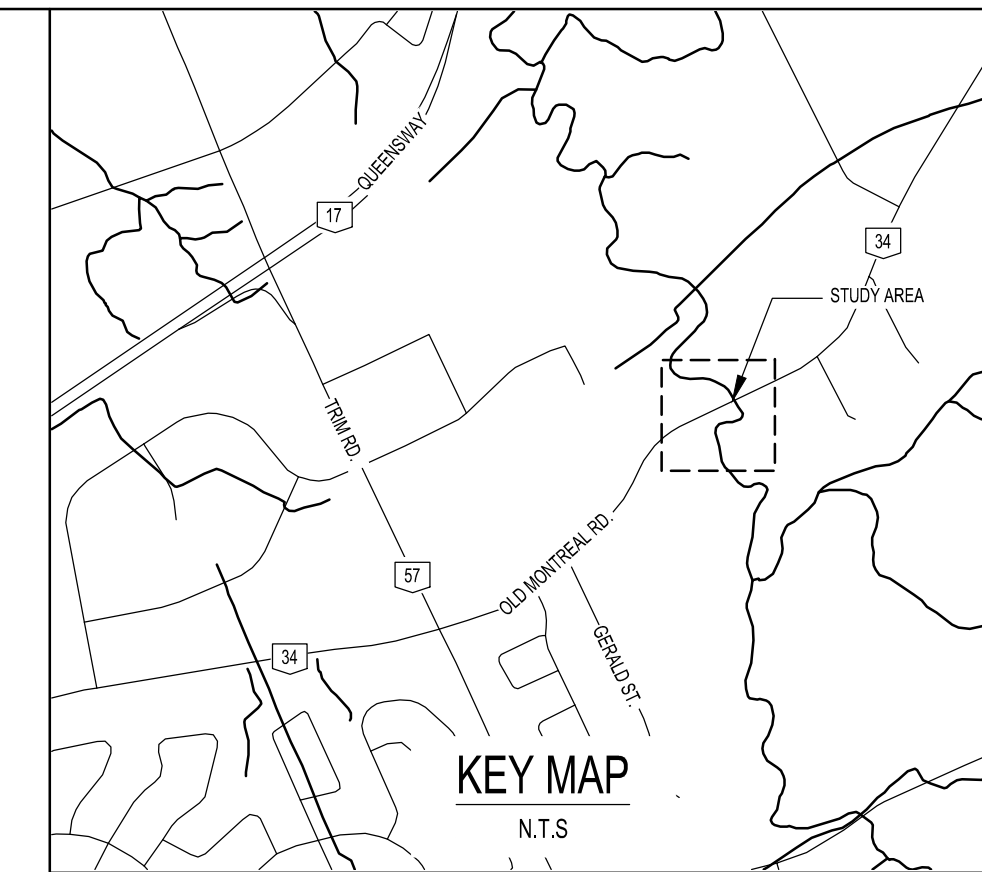 QUEENSWAY
17
34
STUDY AREA
TRIM RD.
OLD MONTREAL RD.
57
GERALD ST.
34
KEY MAP
N.T.S